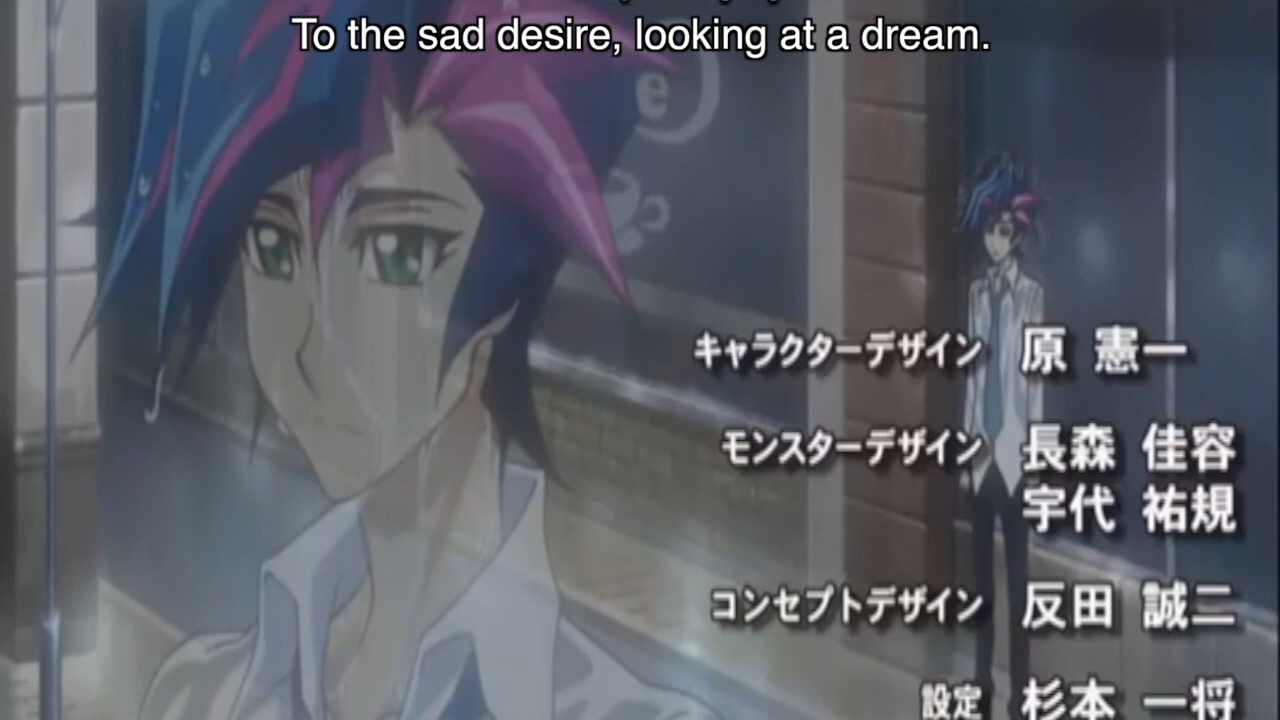 To the sad desire, looking at a dream.
e
キャラクターデザイン 原 憲一
モンスターデザイン 長森 佳容
宇代 祐規
コンセプトデザイン 反田 誠二
設定 杉本 一将